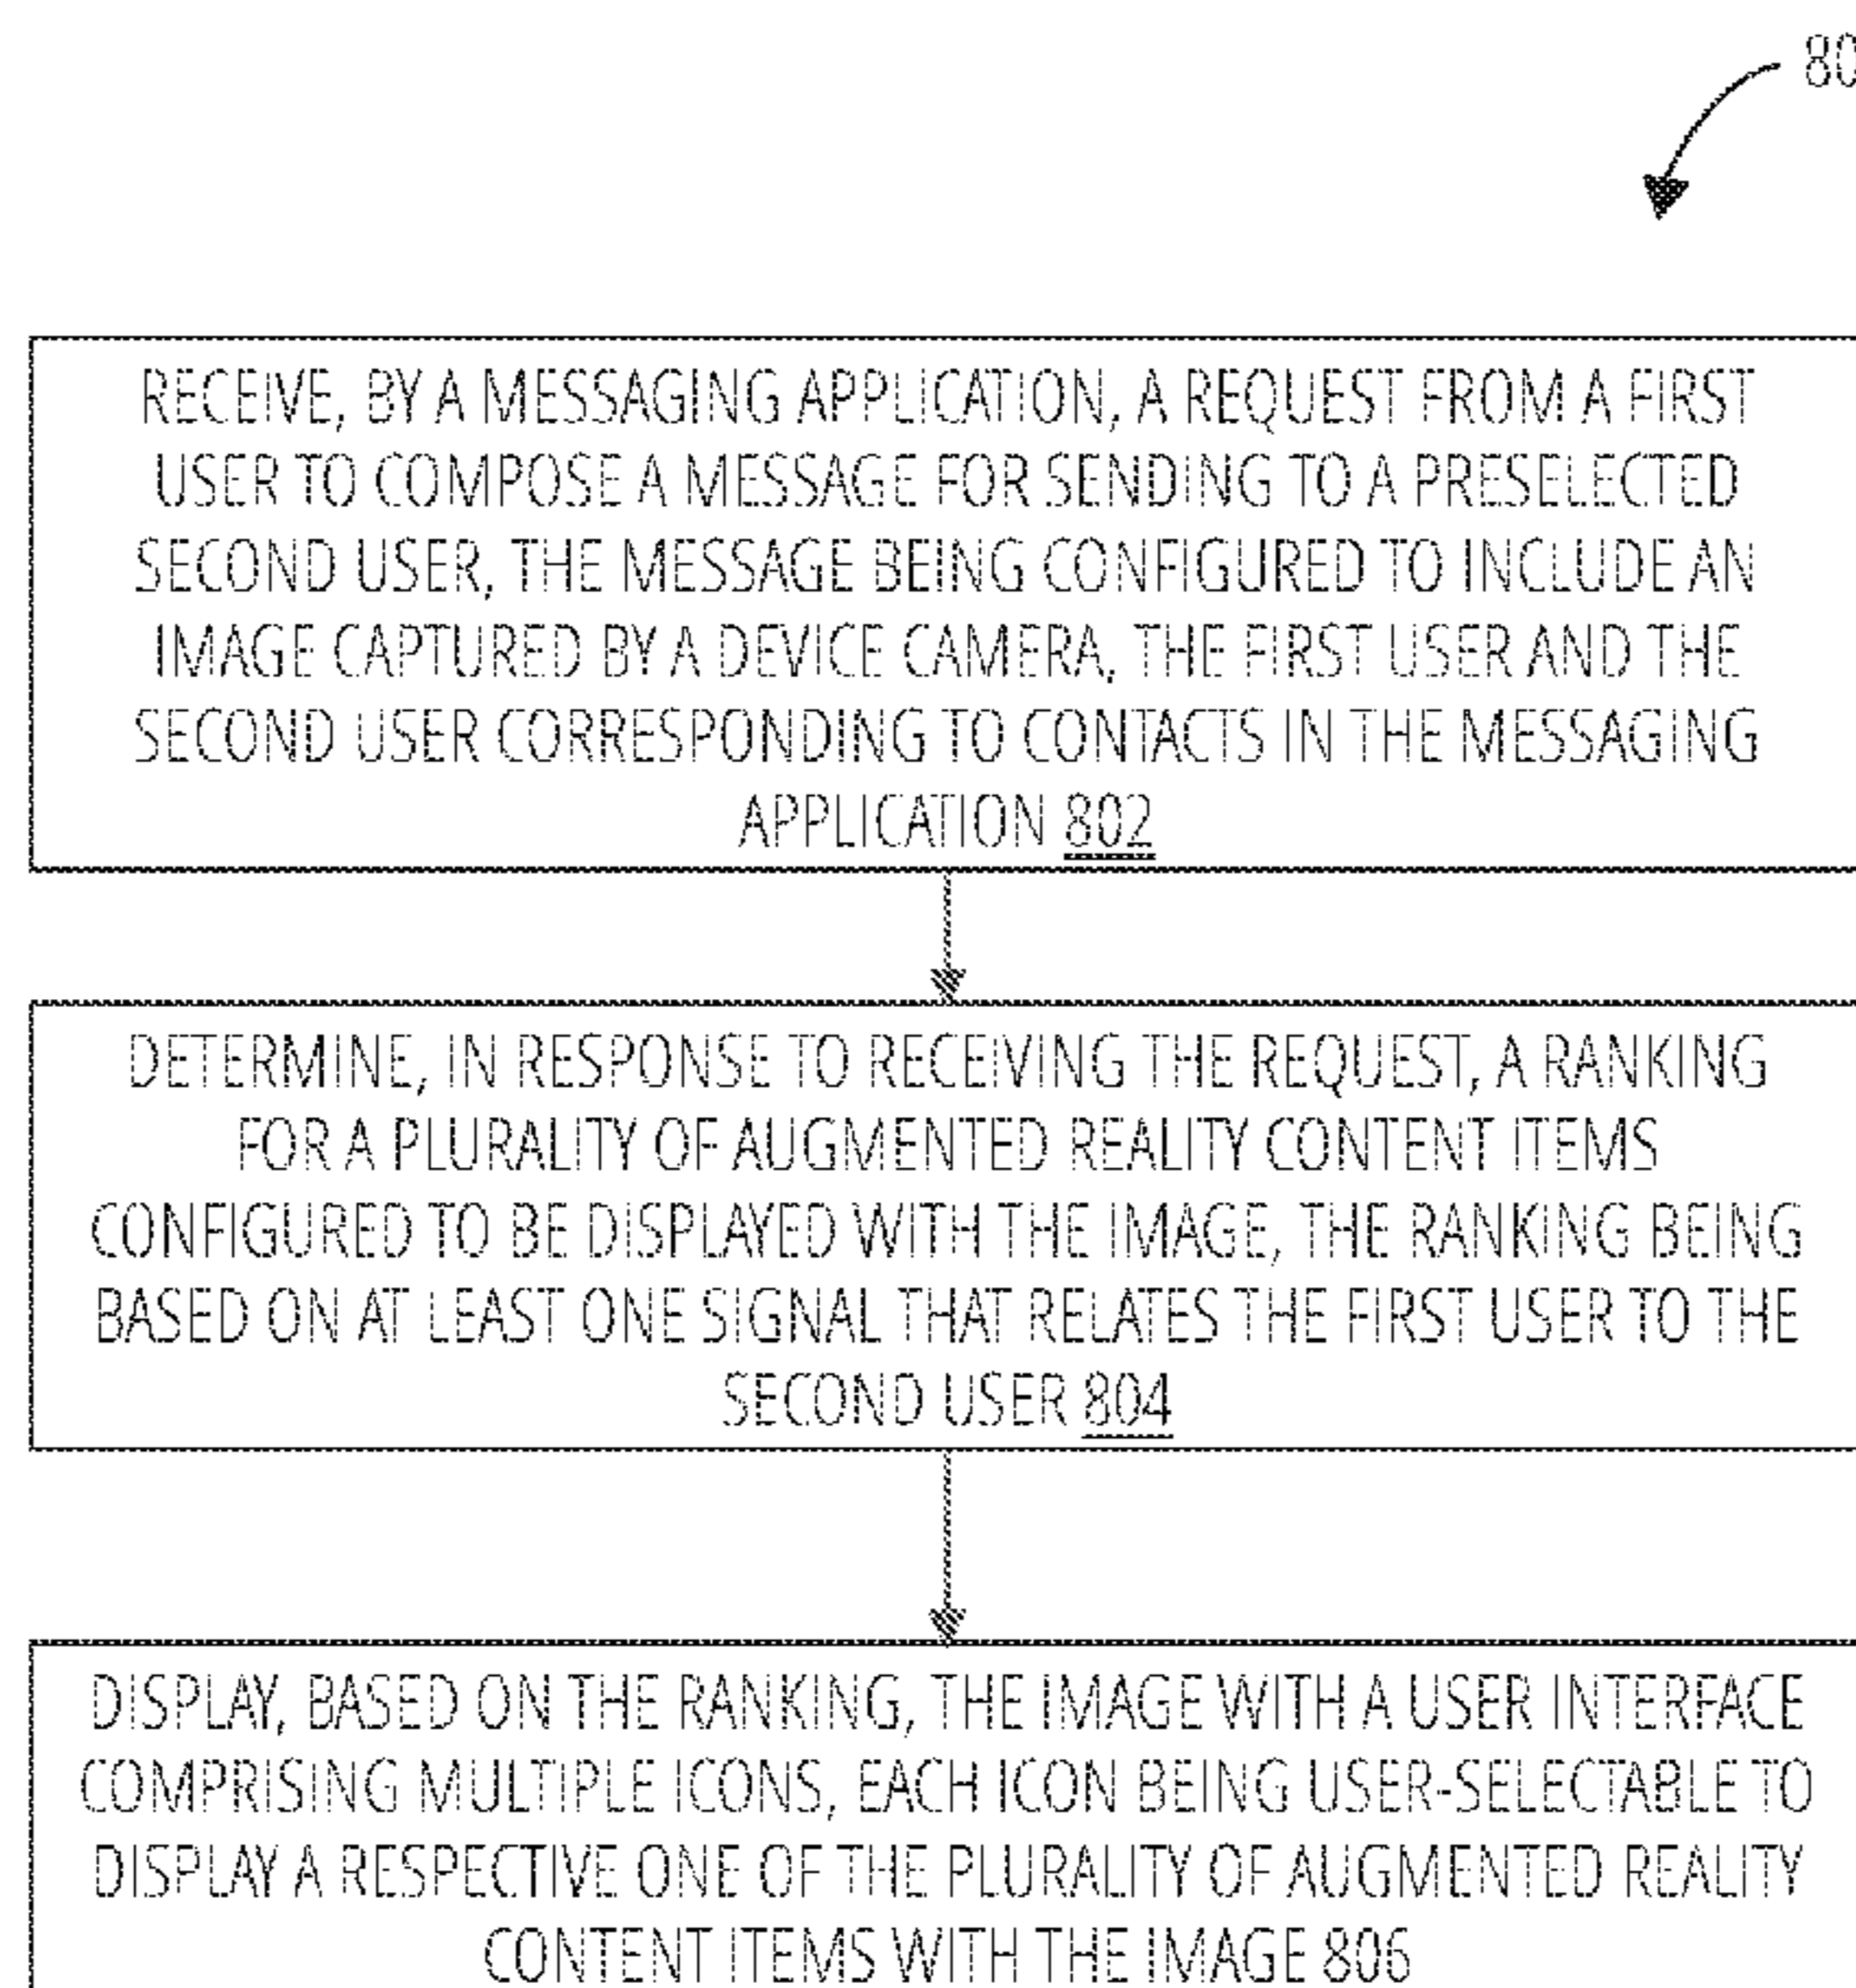 80
RECEIVE, BY A MESSAGING APPLICATION, A REQUEST FROM A FIRST
USER TO COMPOSE A MESSAGE FOR SENDING TO A PRESELECTED
SECOND USER, THE MESSAGE BEING CONFIGURED TO INCLUDE AN
IMAGE CAPTURED BY A DEVICE CAMERA, THE FIRST USER AND THE
SECOND USER CORRESPONDING TO CONTACTS IN THE MESSAGING
APPLICATION 802
DETERMINE, IN RESPONSE TO RECEIVING THE REQUEST, A RANKING
FOR A PLURALITY OF AUGMENTED REALITY CONTENT ITEMS
CONFIGURED TO BE DISPLAYED WITH THE IMAGE, THE RANKING BEING
BASED ON AT LEAST ONE SIGNAL THAT RELATES THE FIRST USER TO THE
SECOND USER 804
DISPLAY, BASED ON THE RANKING, THE IMAGE WITH A USER INTERFACE
COMPRISING MULTIPLE ICONS, EACH ICON BEING USER-SELECTABLE TO
DISPLAY A RESPECTIVE ONE OF THE PLURALITY OF AUGMENTED REALITY
CONTENT ITEMS WITH THE IMAGE 806